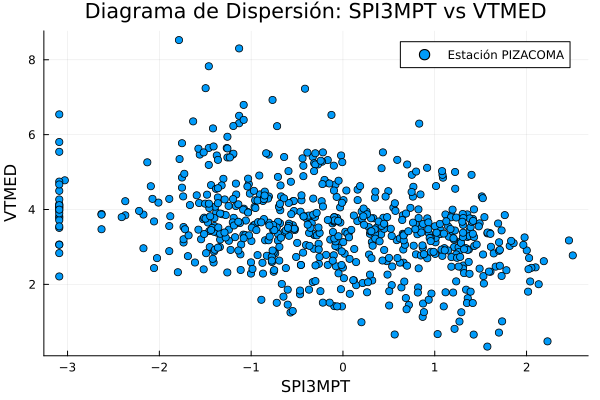 Diagrama de Dispersión: SPI3MPT vs VTMED
Estación PIZACOMA
8
6
4
2
VTMED
−3 −2 −1 0 1 2
SPI3MPT